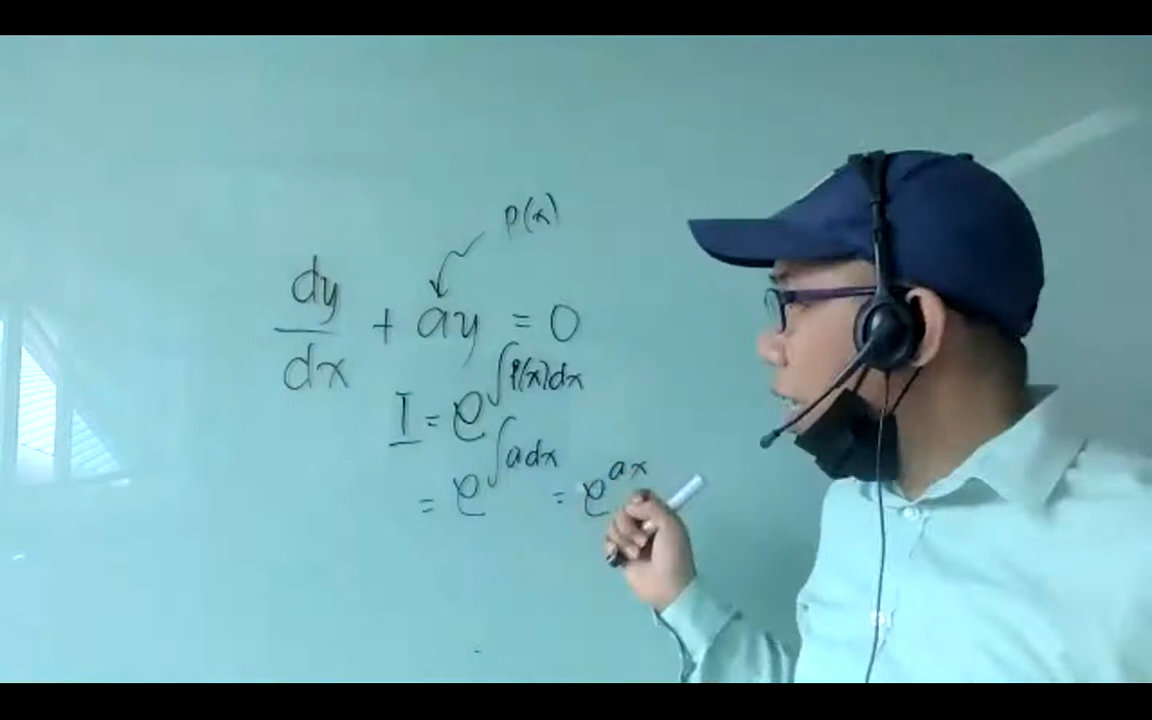 P(x)
dy/dx + ay = 0
I = e^∫P(x)dx
= e^∫adx = e^ax